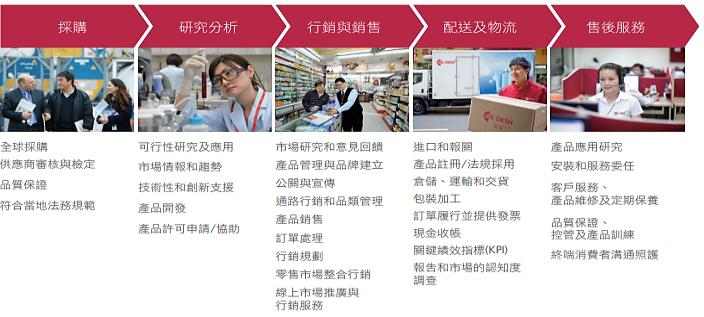 採購
研究分析
行銷與銷售
配送及物流
售後服務
DKSH
DKSH
全球採購
供應商審核與檢定
品質保證
符合當地法務規範
可行性研究及應用
市場情報和趨勢
技術性和創新支援
產品開發
產品許可申請/協助
市場研究和意見回饋
產品管理與品牌建立
公關與宣傳
通路行銷和品類管理
產品銷售
訂單處理
行銷規劃
零售市場整合行銷
線上市場推廣與
行銷服務
進口和報關
產品註冊/法規採用
倉儲、運輸和交貨
包裝加工
訂單履行並提供發票
現金收帳
關鍵績效指標(KPI)
報告和市場的認知度
調查
產品應用研究
安裝和服務委任
客戶服務、
產品維修及定期保養
品質保證、
控管及產品訓練
終端消費者溝通照護